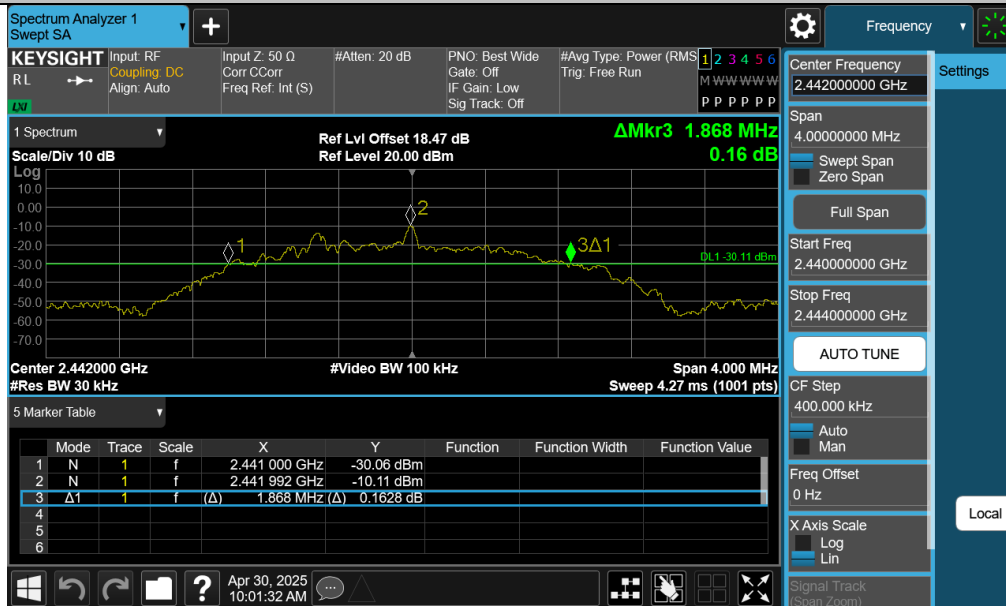 Spectrum Analyzer 1
Swept SA
+
Frequency
KEYSIGHT
RL
LXI
Input: RF
Coupling: DC
Align: Auto
Input Z: 50 Ω
Corr CCorr
Freq Ref: Int (S)
#Atten: 20 dB
PNO: Best Wide
Gate: Off
IF Gain: Low
Sig Track: Off
#Avg Type: Power (RMS
Trig: Free Run
1 2 3 4 5 6
M W W W W W
P P P P P P
1 Spectrum
Scale/Div 10 dB
Ref Lvl Offset 18.47 dB
Ref Level 20.00 dBm
ΔMkr3 1.868 MHz
0.16 dB
Log
10.0
0.00
-10.0
-20.0
-30.0
-40.0
-50.0
-60.0
-70.0
1
2
3Δ1
DL1 -30.11 dBm
Center 2.442000 GHz
#Video BW 100 kHz
Span 4.000 MHz
#Res BW 30 kHz
Sweep 4.27 ms (1001 pts)
5 Marker Table
Mode Trace Scale X Y Function Function Width Function Value
1 N 1 f 2.441 000 GHz -30.06 dBm
2 N 1 f 2.441 992 GHz -10.11 dBm
3 Δ1 1 f (Δ) 1.868 MHz (Δ) 0.1628 dB
4
5
6
?
Apr 30, 2025
10:01:32 AM
Center Frequency
2.442000000 GHz
Span
4.00000000 MHz
Swept Span
Zero Span
Full Span
Start Freq
2.440000000 GHz
Stop Freq
2.444000000 GHz
AUTO TUNE
CF Step
400.000 kHz
Auto
Man
Freq Offset
0 Hz
X Axis Scale
Log
Lin
Signal Track
(Span Zoom)
Settings
Local